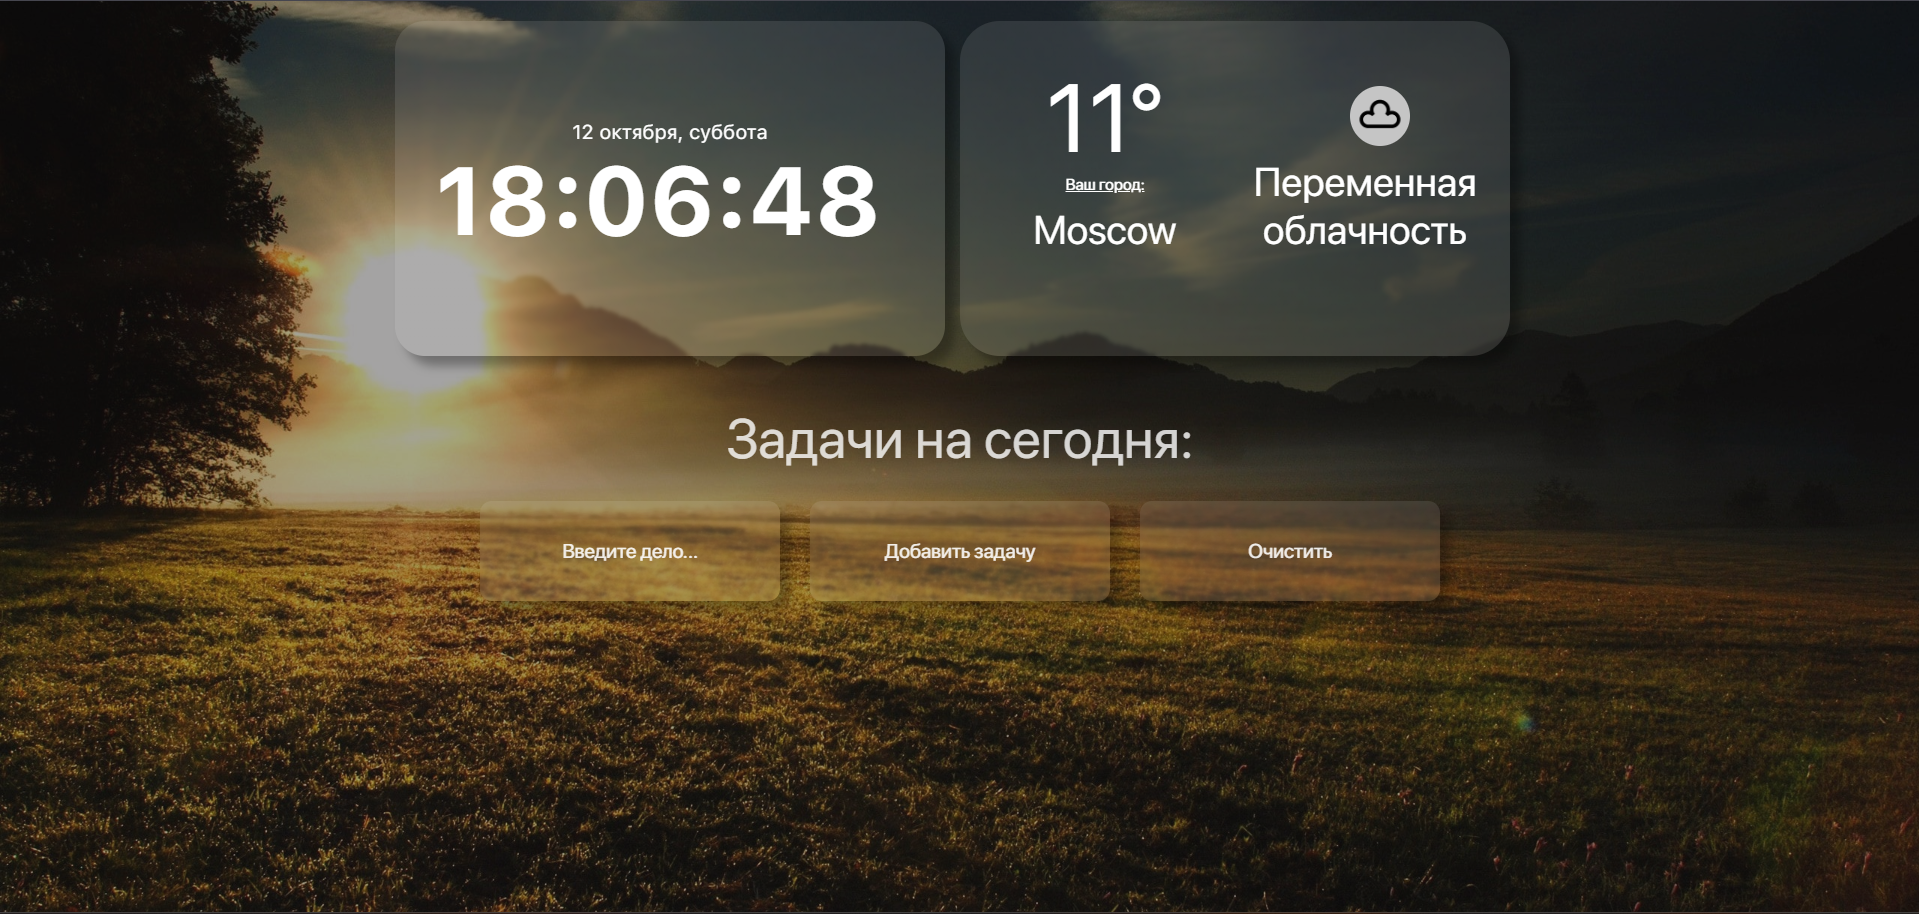 12 октября, суббота
18:06:48
11°
Ваш город:
Moscow
Переменная
облачность
Задачи на сегодня:
Введите дело...
Добавить задачу
Очистить